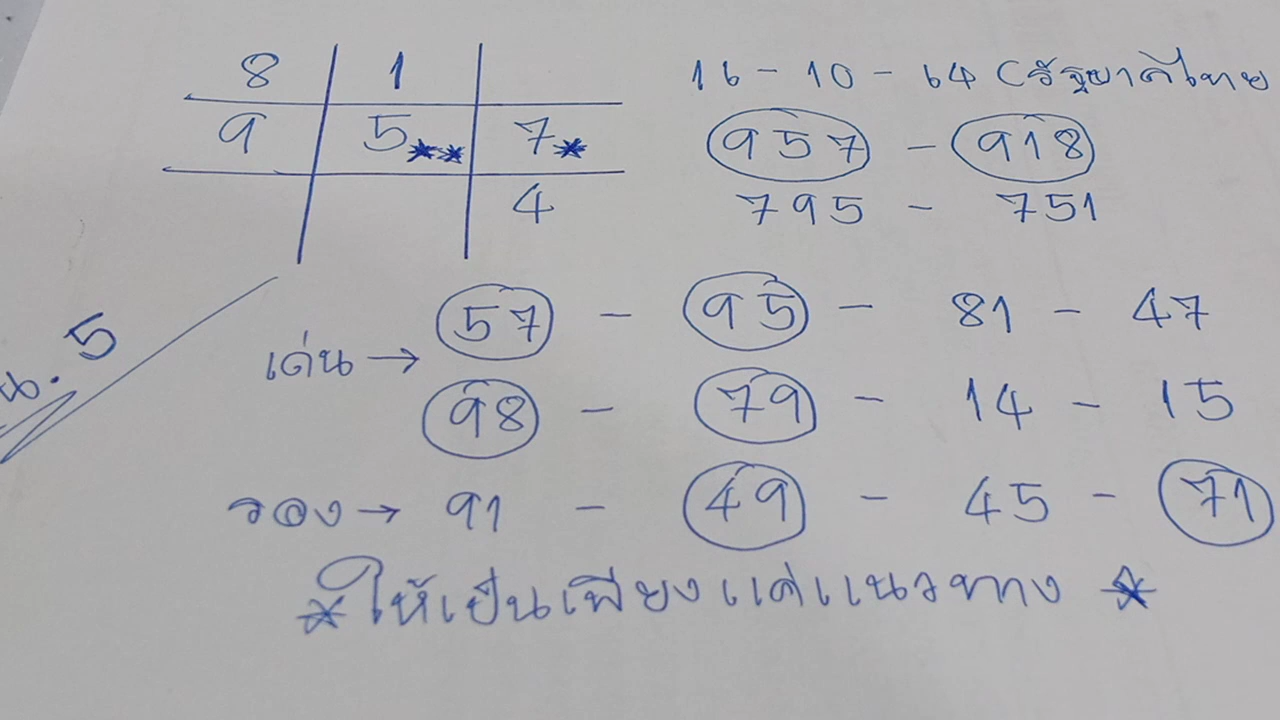 8 1
16-10-64 (รัฐบาลไทย
9 5** 7*
957 - 918
4
795 - 751
57 - 95 - 81 - 47
เด่น →
98 - 79 - 14 - 15
รอง → 91 - 49 - 45 - 71
*ให้เป็นเพียงแค่แนวทาง *
5